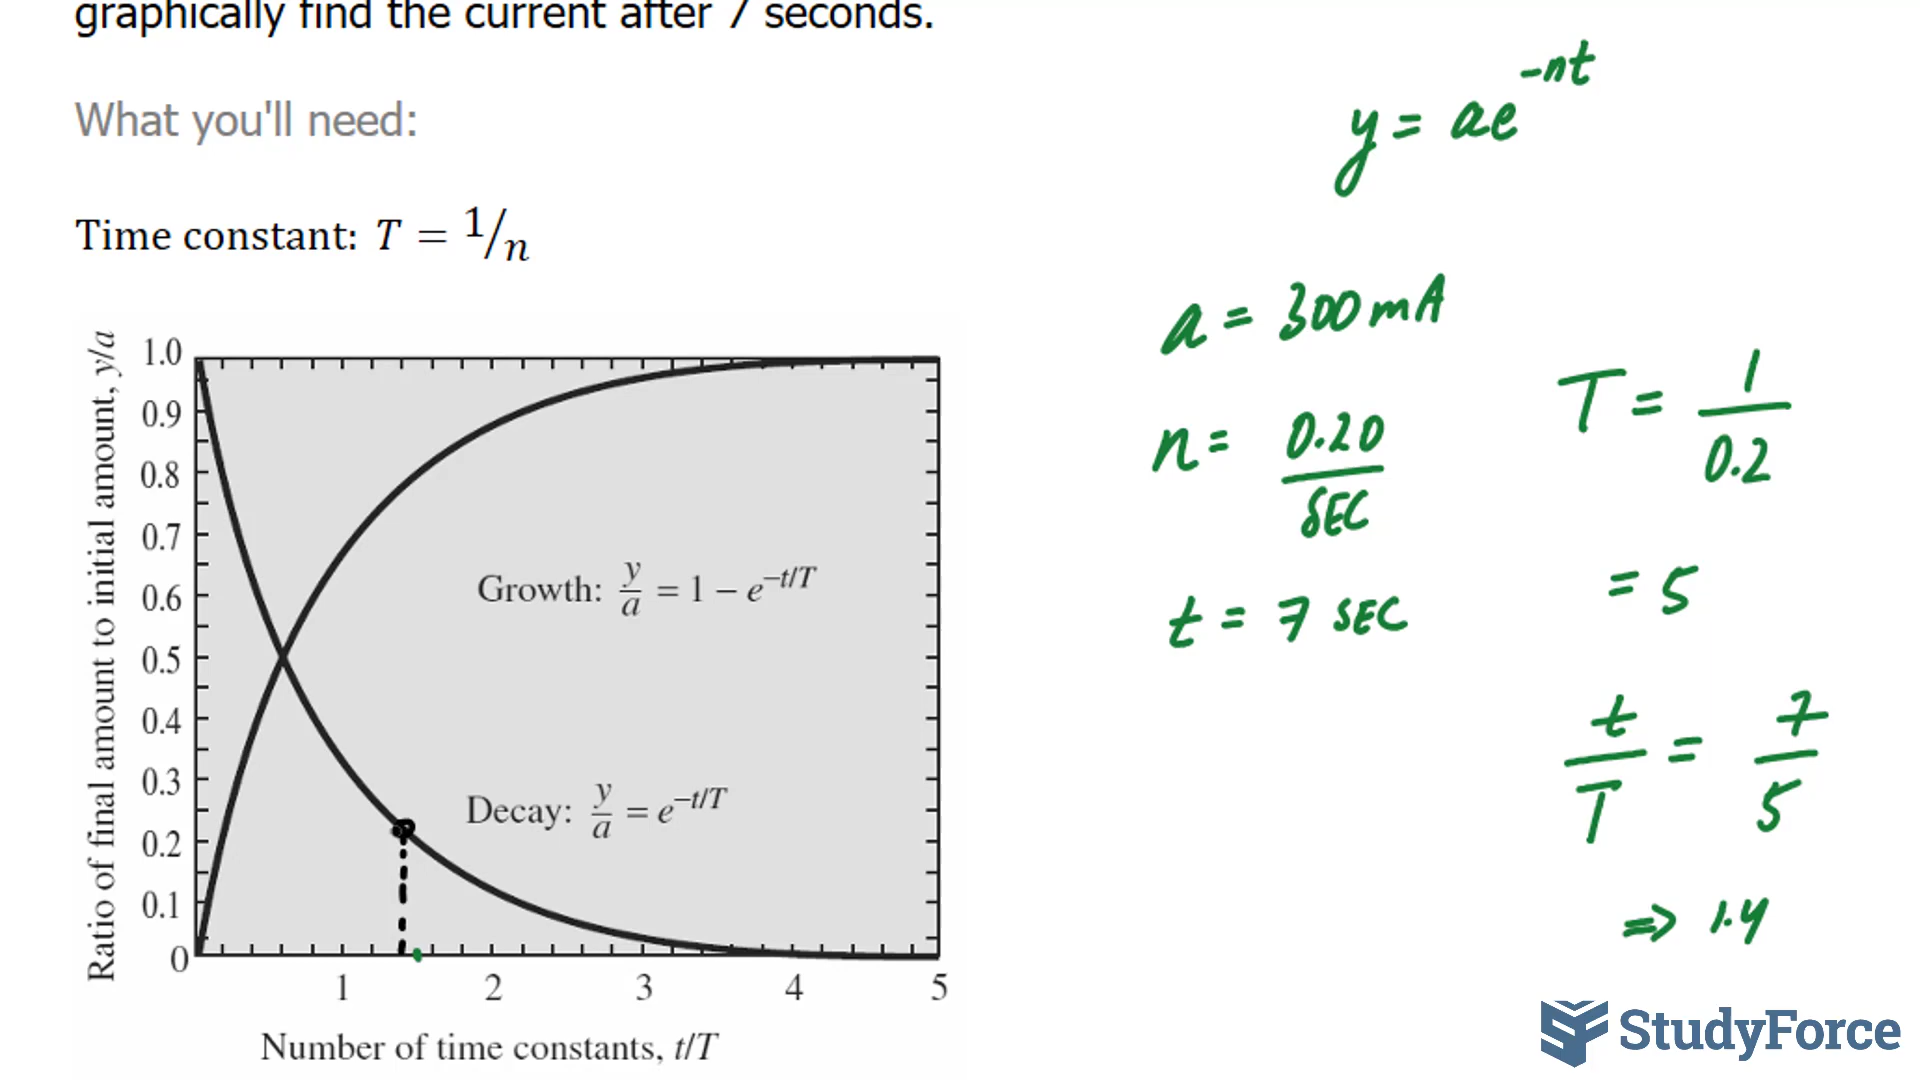 graphically find the current after 7 seconds.
What you'll need:
Time constant: T = 1/n
Ratio of final amount to initial amount, y/a
1.0
0.9
0.8
0.7
0.6
0.5
0.4
0.3
0.2
0.1
0
Growth: y/a = 1 − e^−t/T
Decay: y/a = e^−t/T
1 2 3 4 5
Number of time constants, t/T
y = ae^-nt
a = 300mA
n = 0.20/SEC
t = 7 SEC
T = 1/0.2
= 5
t/T = 7/5
⇒ 1.4
StudyForce